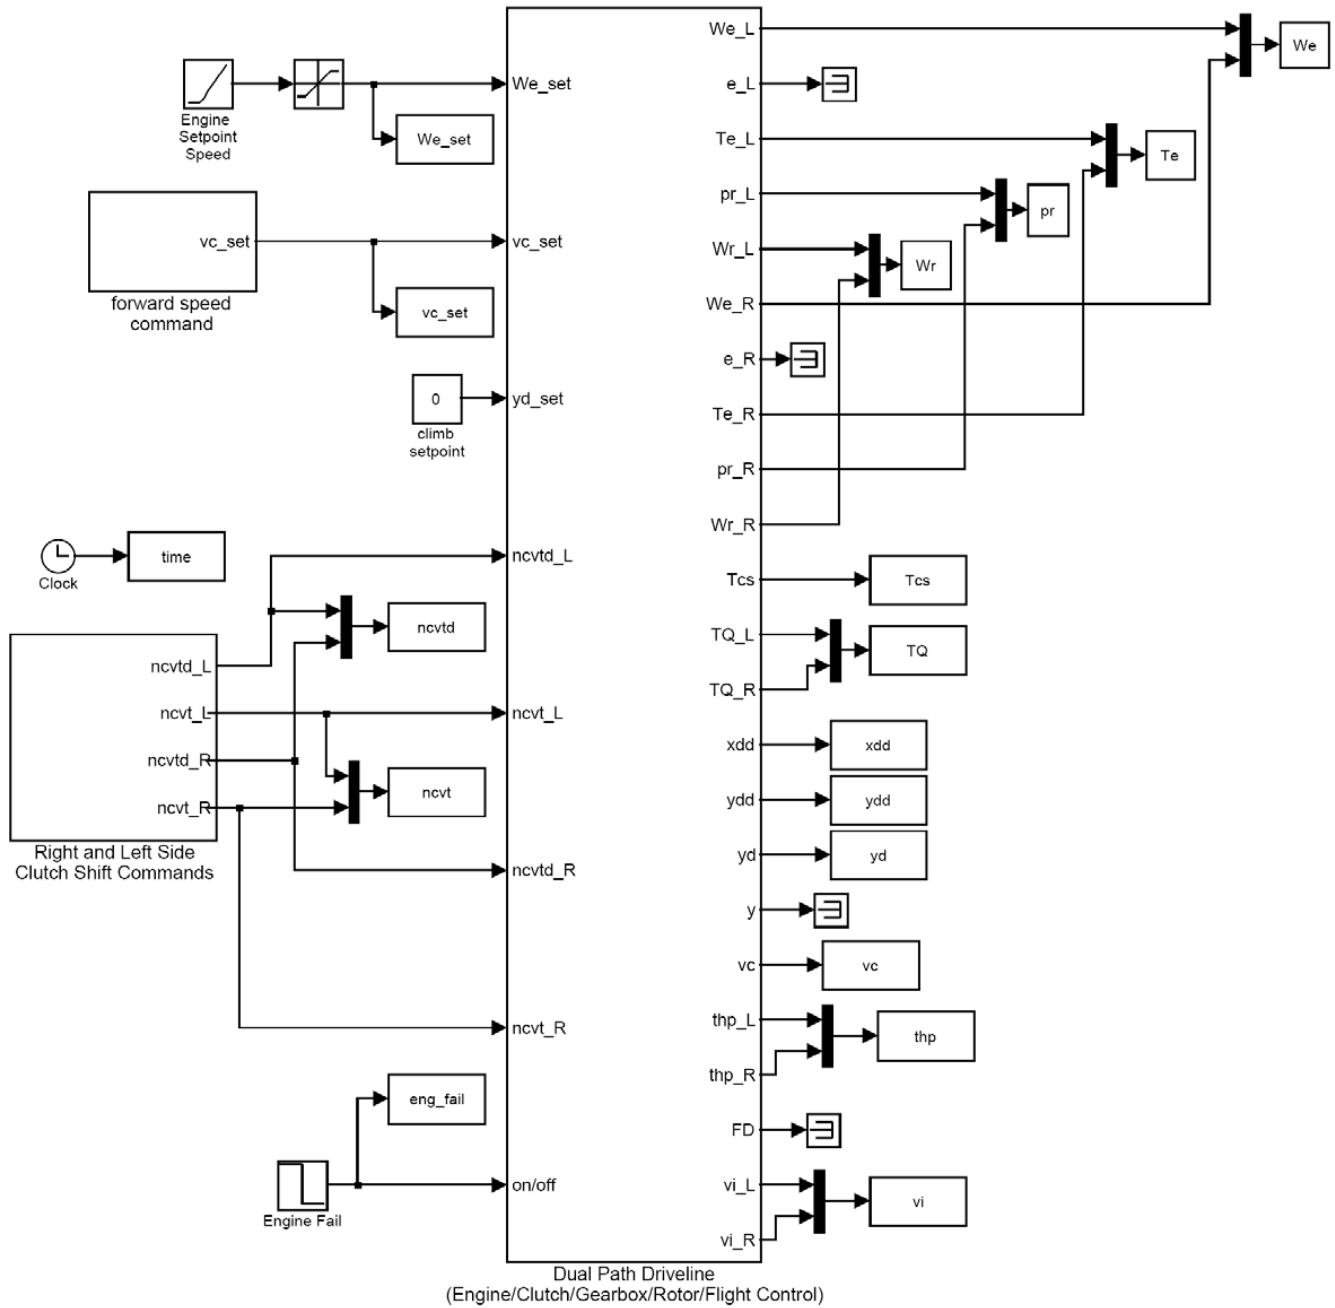 Engine
Setpoint
Speed
We_set
We_set
vc_set
forward speed
command
vc_set
vc_set
0
climb
setpoint
yd_set
Clock
time
ncvtd_L
ncvtd
ncvtd_L
ncvt_L
ncvtd_R
ncvt_R
Right and Left Side
Clutch Shift Commands
ncvt_L
ncvt
ncvtd_R
ncvt_R
eng_fail
Engine Fail
on/off
We_L
We
e_L
Te_L
Te
pr_L
pr
Wr_L
Wr
We_R
e_R
Te_R
pr_R
Wr_R
Tcs
Tcs
TQ_L
TQ
TQ_R
xdd
xdd
ydd
ydd
yd
yd
y
vc
vc
thp_L
thp
thp_R
FD
vi_L
vi
vi_R
Dual Path Driveline
(Engine/Clutch/Gearbox/Rotor/Flight Control)